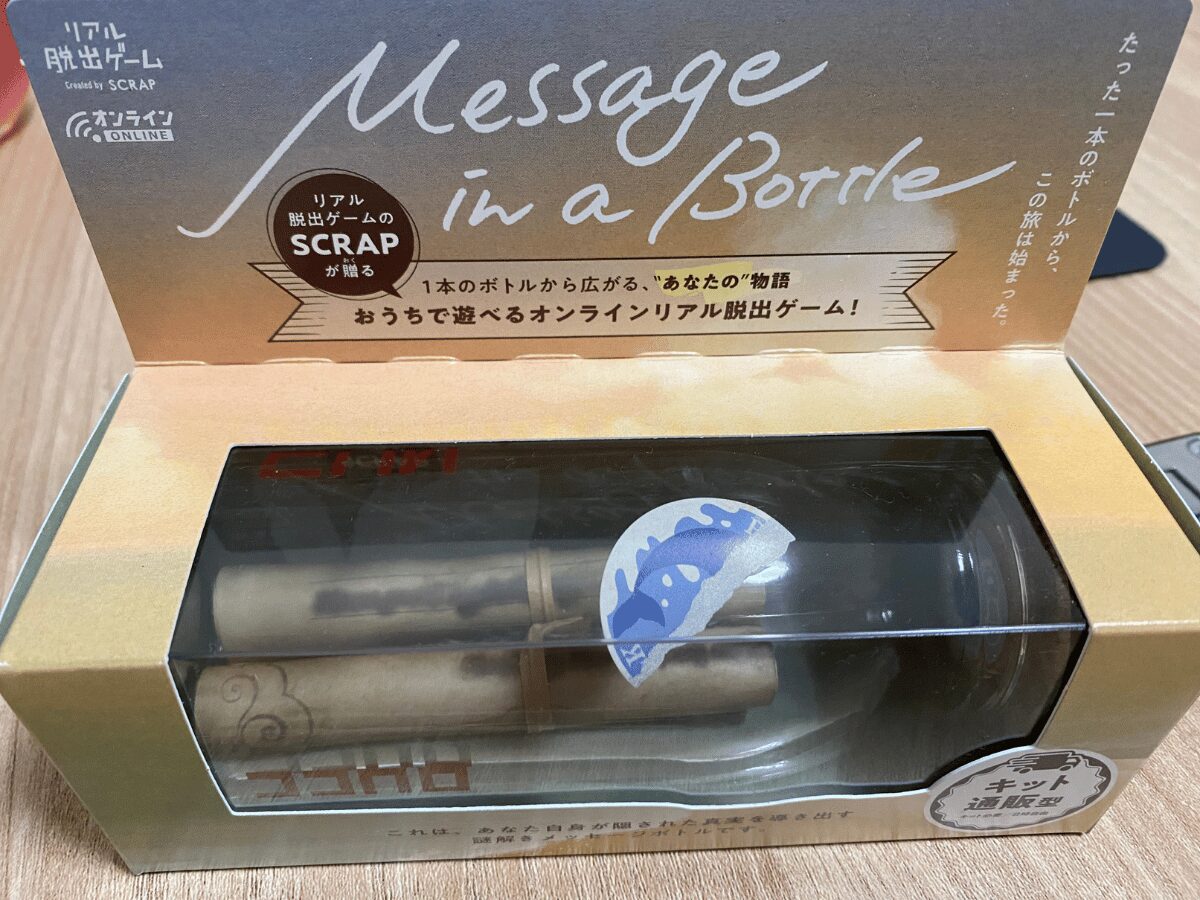 リアル
脱出ゲーム
Created by SCRAP
オンライン
ONLINE
Message
in a Bottle
たった一本のボトルから、
この旅は始まった。
リアル
脱出ゲームの
SCRAP
おく
が贈る
1本のボトルから広がる、“あなたの”物語
おうちで遊べるオンラインリアル脱出ゲーム!
K
キット
通販型
これは、あなた自身が隠された真実を導き出す
謎解きメッセージボトルです。